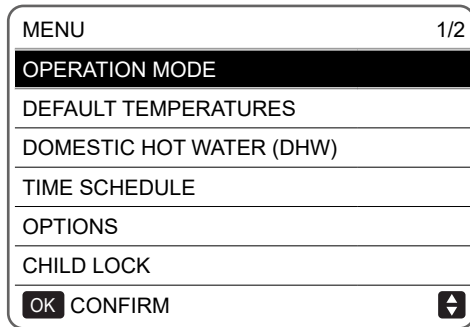 MENU 1/2
OPERATION MODE
DEFAULT TEMPERATURES
DOMESTIC HOT WATER (DHW)
TIME SCHEDULE
OPTIONS
CHILD LOCK
OK CONFIRM